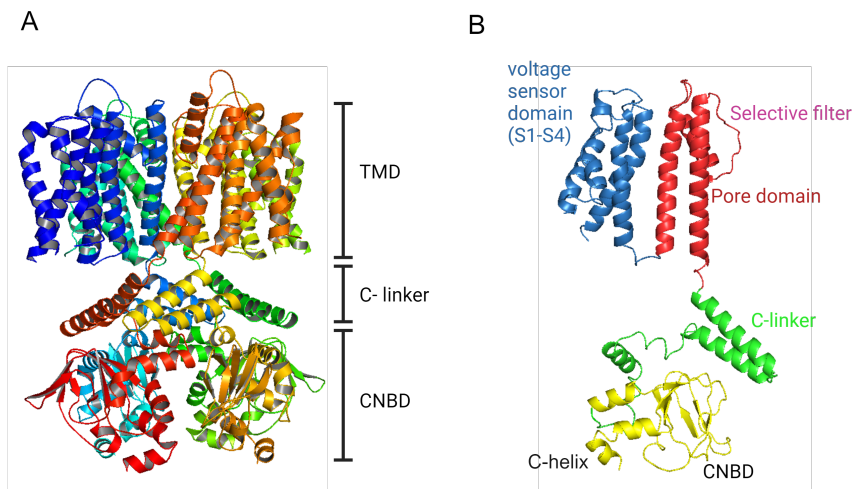 A
B
TMD
C- linker
CNBD
voltage
sensor
domain
(S1-S4)
Selective filter
Pore domain
C-linker
C-helix
CNBD